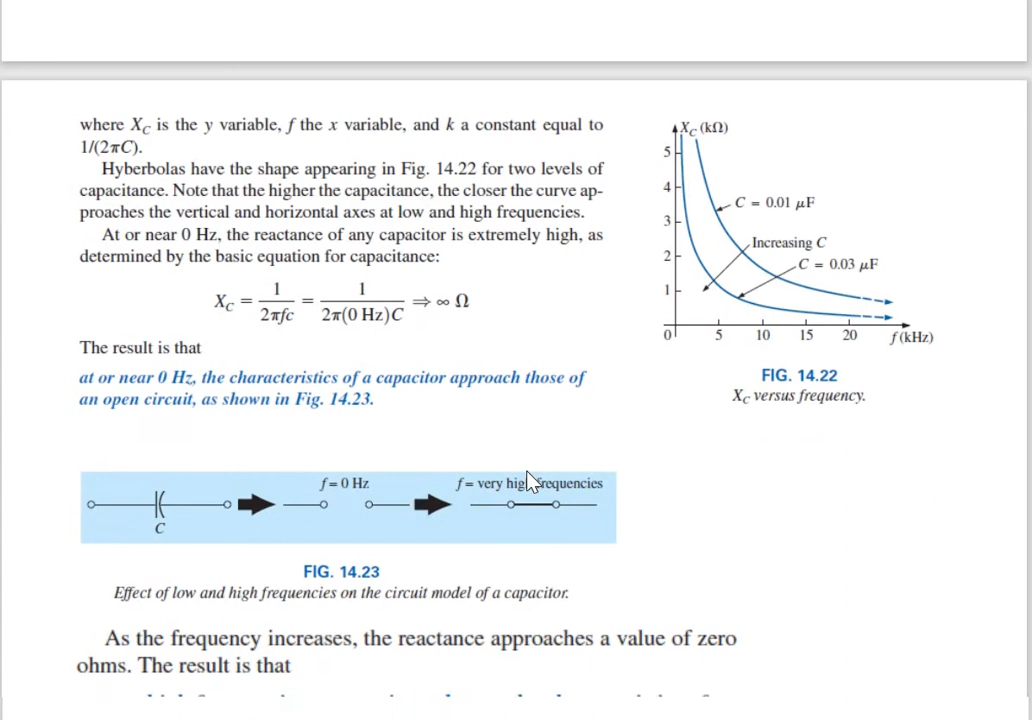 where X_C is the y variable, f the x variable, and k a constant equal to
1/(2πC).
Hyberbolas have the shape appearing in Fig. 14.22 for two levels of
capacitance. Note that the higher the capacitance, the closer the curve ap-
proaches the vertical and horizontal axes at low and high frequencies.
At or near 0 Hz, the reactance of any capacitor is extremely high, as
determined by the basic equation for capacitance:
X_C = 1/(2πfc) = 1/(2π(0 Hz)C) ⇒ ∞ Ω
The result is that
at or near 0 Hz, the characteristics of a capacitor approach those of
an open circuit, as shown in Fig. 14.23.
X_C (kΩ)
5
4
3
2
1
0
C = 0.01 μF
Increasing C
C = 0.03 μF
5 10 15 20 f(kHz)
FIG. 14.22
X_C versus frequency.
f = 0 Hz
f = very high frequencies
C
FIG. 14.23
Effect of low and high frequencies on the circuit model of a capacitor.
As the frequency increases, the reactance approaches a value of zero
ohms. The result is that